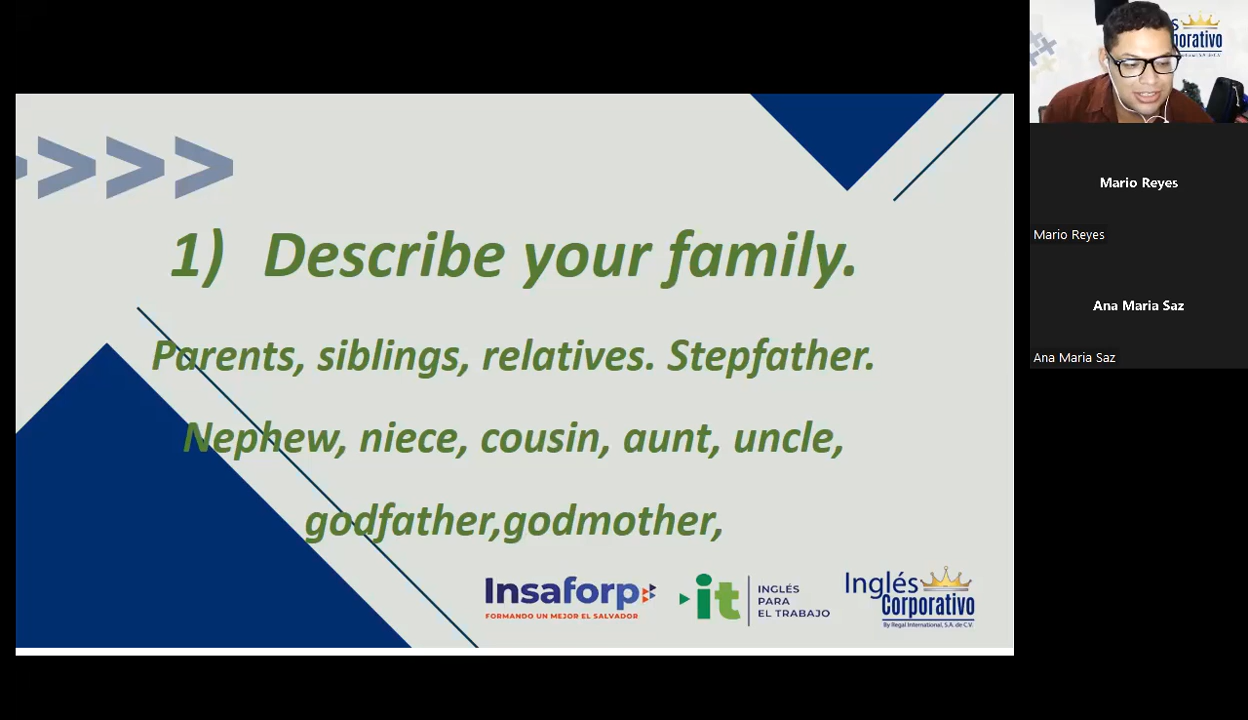 >>>>
1) Describe your family.
Parents, siblings, relatives. Stepfather.
Nephew, niece, cousin, aunt, uncle,
godfather,godmother,
Insaforp
FORMANDO UN MEJOR EL SALVADOR
it
INGLÉS
PARA
EL TRABAJO
Inglés
Corporativo
By Regal International, S.A. de C.V.
porativo
Mario Reyes
Mario Reyes
Ana Maria Saz
Ana Maria Saz